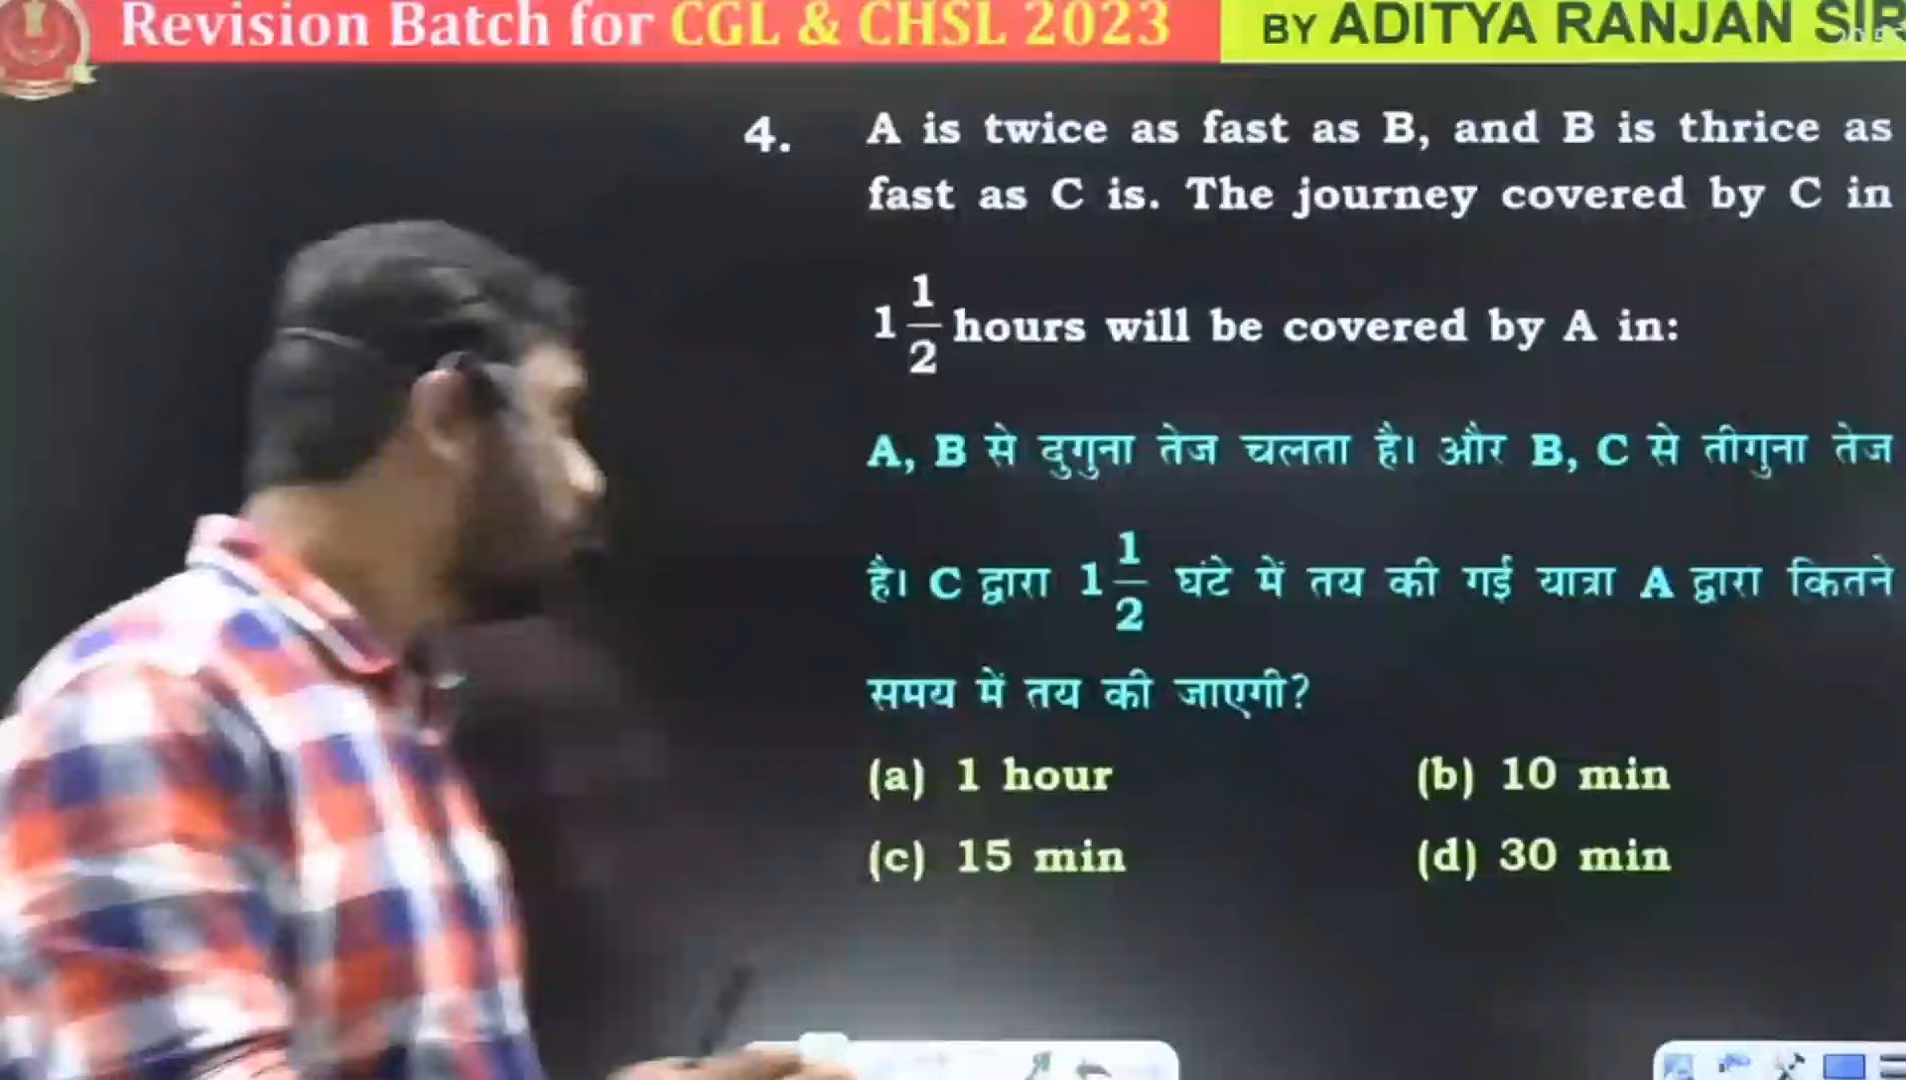 Revision Batch for CGL & CHSL 2023
BY ADITYA RANJAN SIR
4. A is twice as fast as B, and B is thrice as
fast as C is. The journey covered by C in
1 1/2 hours will be covered by A in:
A, B से दुगुना तेज चलता है। और B, C से तीगुना तेज
है। C द्वारा 1 1/2 घंटे में तय की गई यात्रा A द्वारा कितने
समय में तय की जाएगी?
(a) 1 hour (b) 10 min
(c) 15 min (d) 30 min